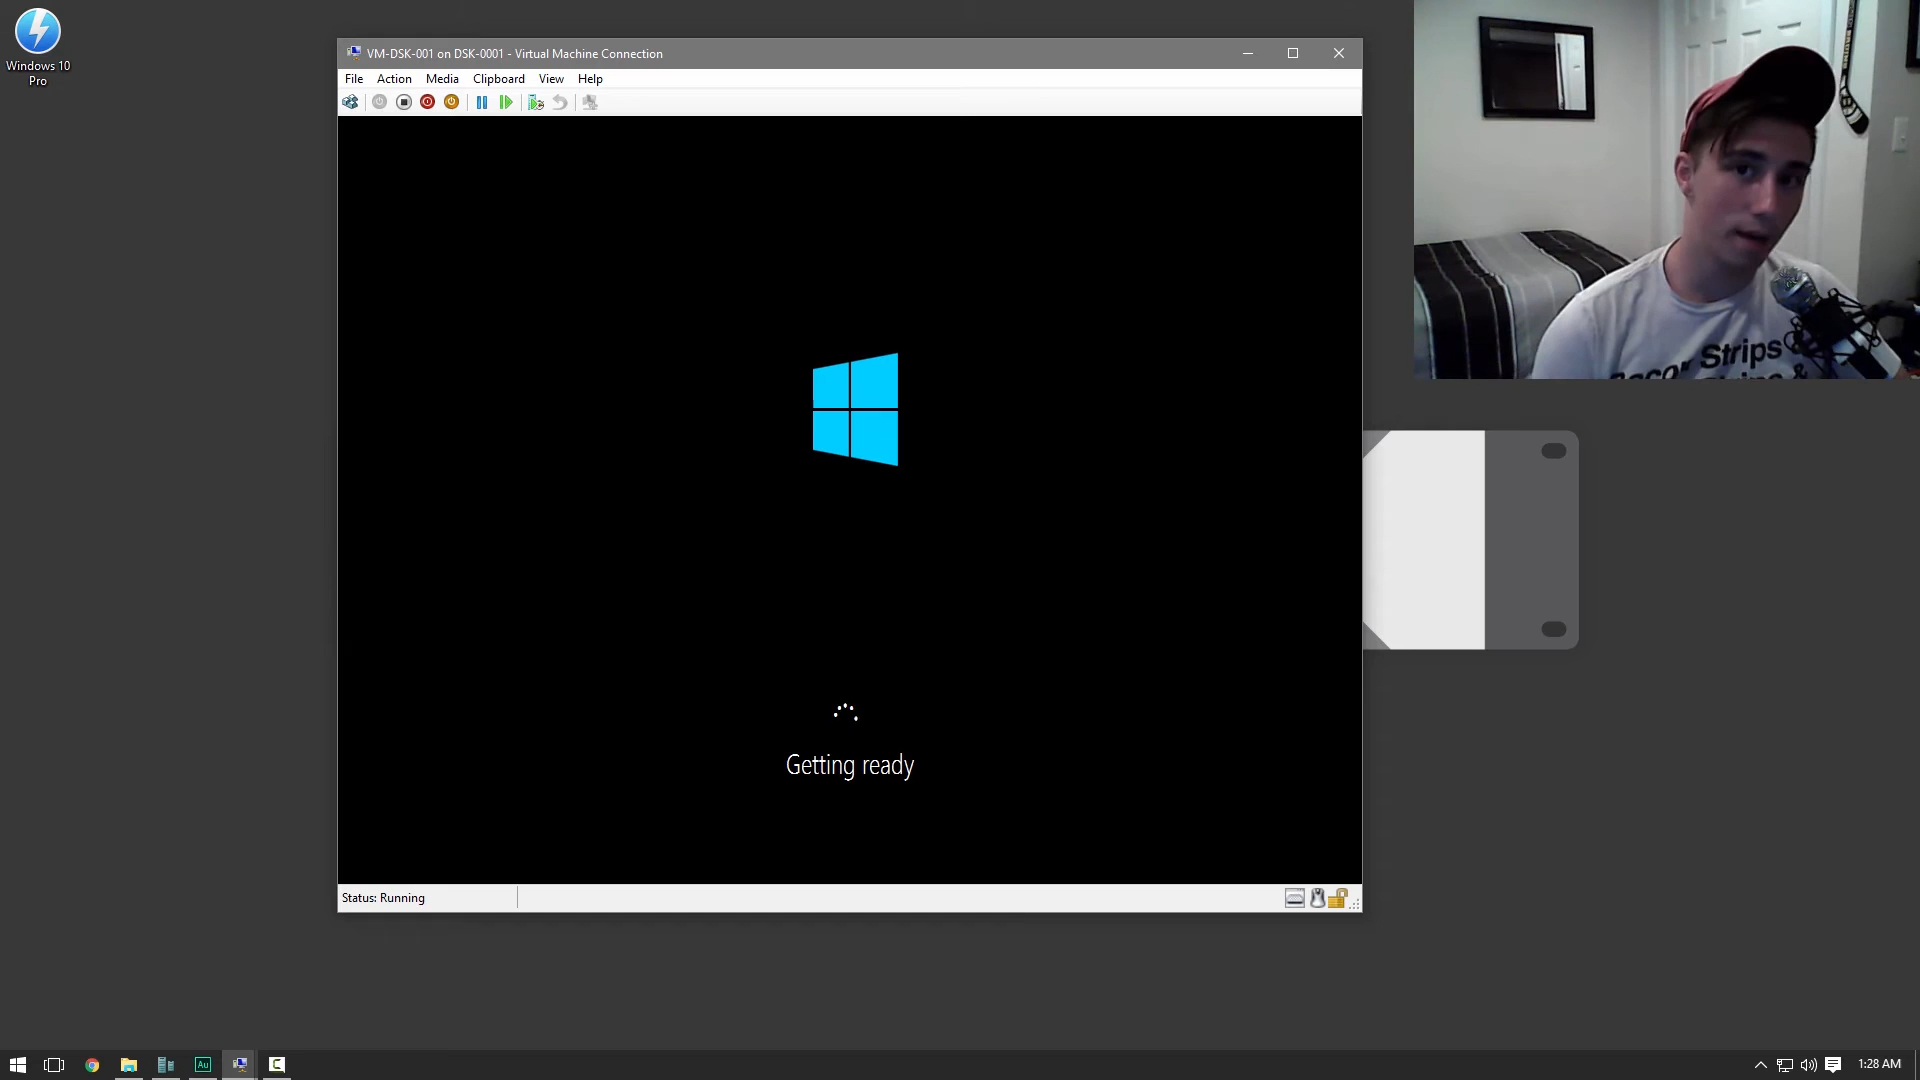 Windows 10
Pro
VM-DSK-001 on DSK-0001 - Virtual Machine Connection
File Action Media Clipboard View Help
Strips
Getting ready
Status: Running
Au
1:28 AM